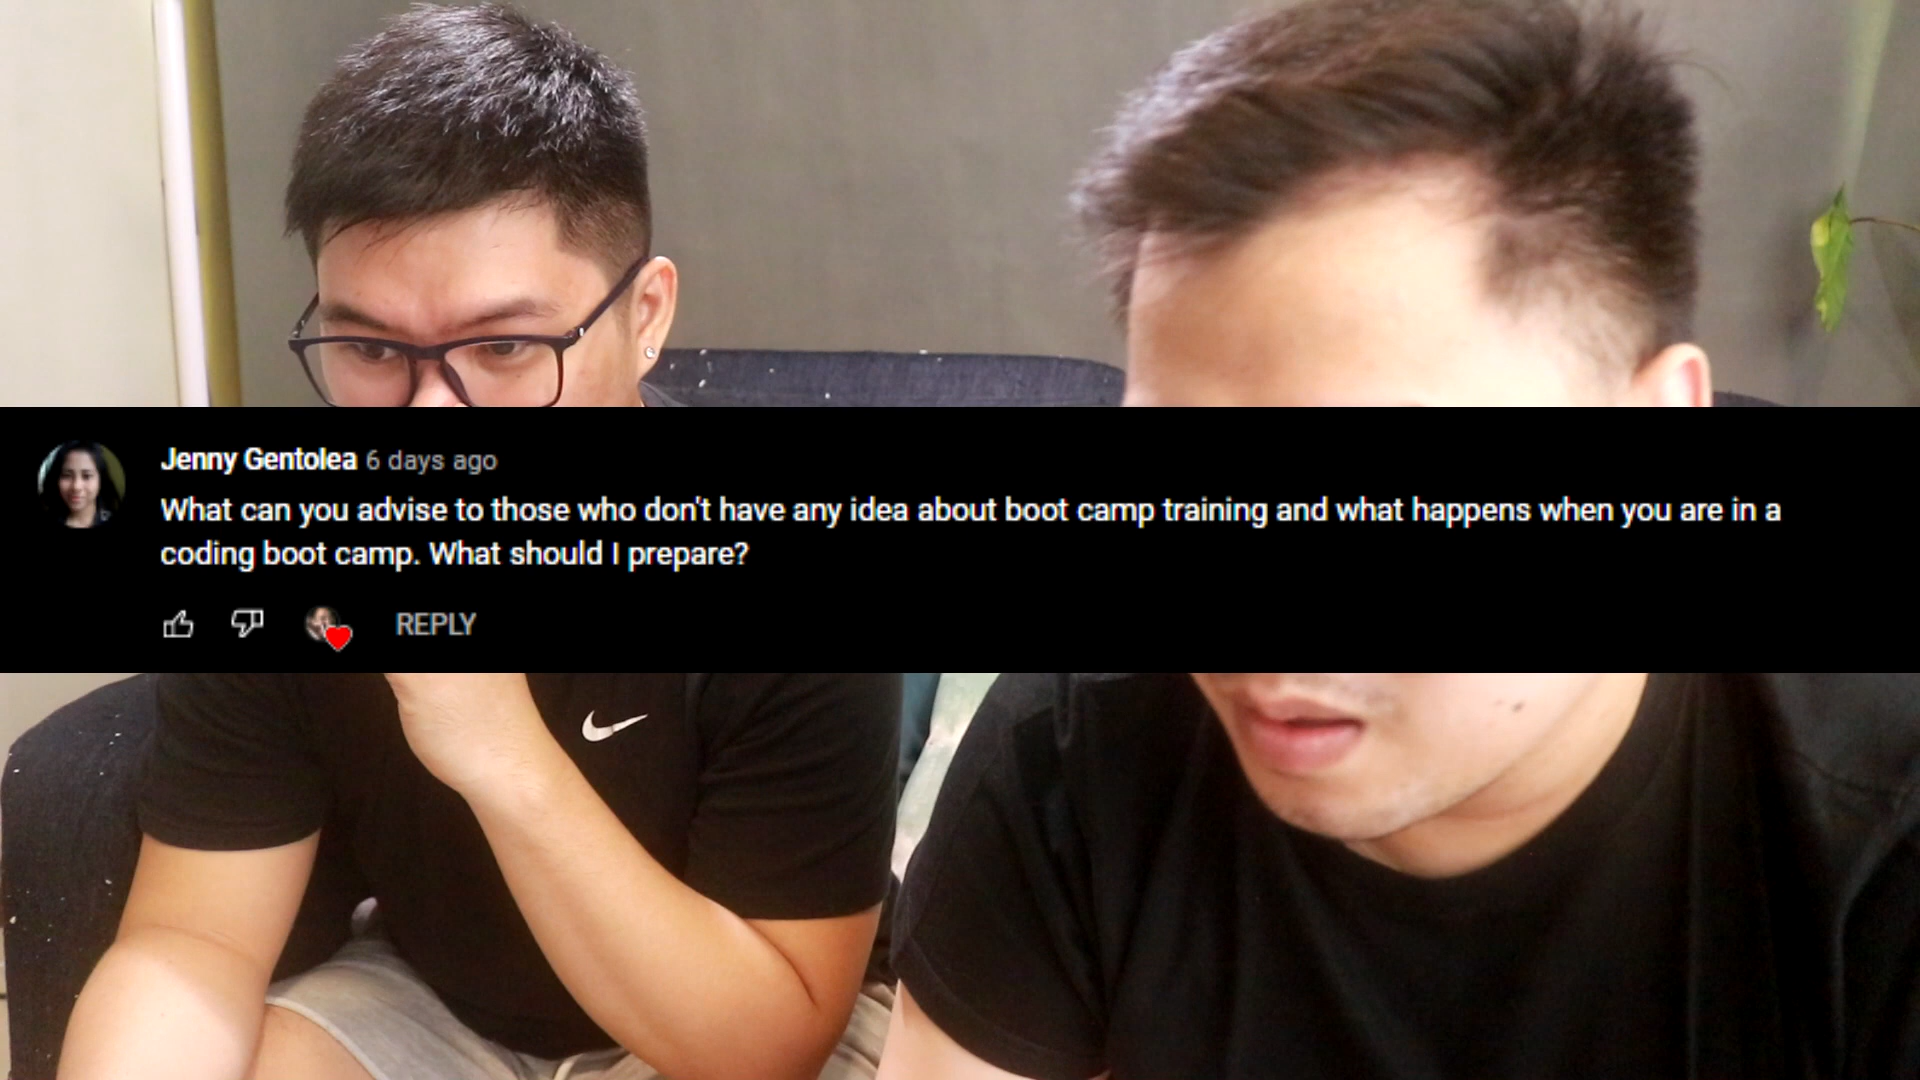 Jenny Gentolea 6 days ago
What can you advise to those who don't have any idea about boot camp training and what happens when you are in a
coding boot camp. What should I prepare?
REPLY